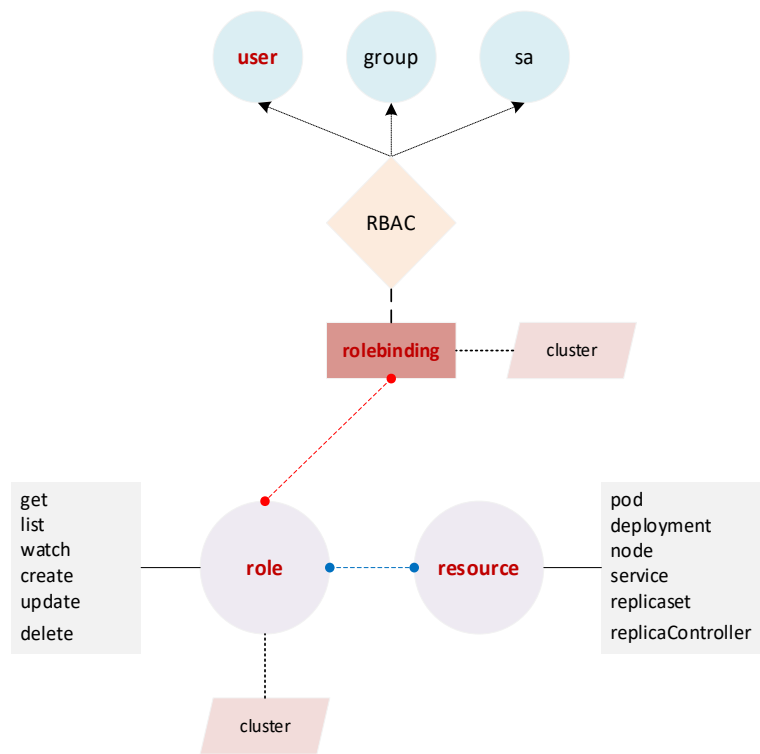 user
group
sa
RBAC
rolebinding
cluster
get
list
watch
create
update
delete
role
resource
pod
deployment
node
service
replicaset
replicaController
cluster